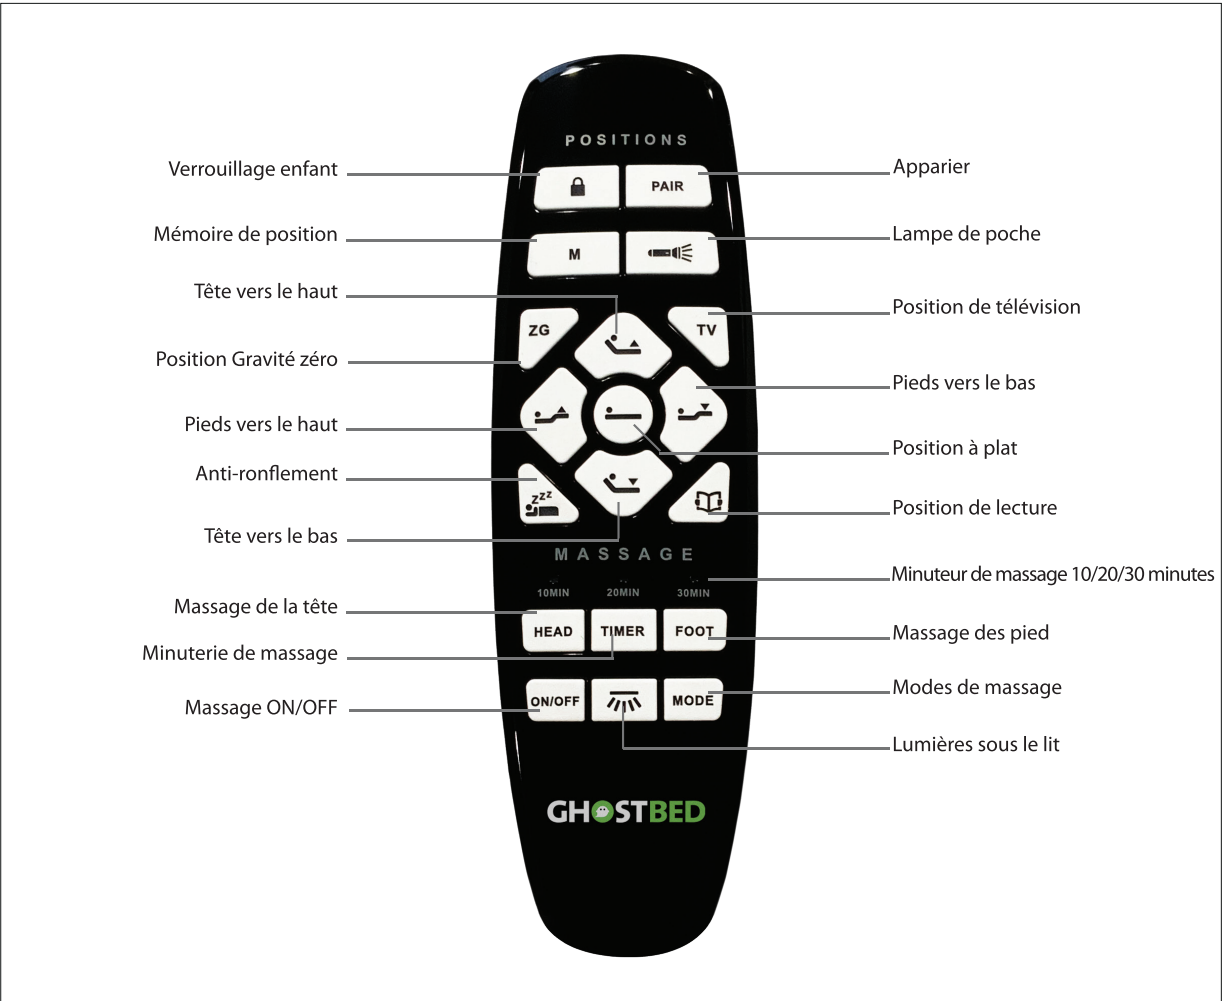 POSITIONS
Verrouillage enfant
PAIR
Apparier
Mémoire de position
M
Lampe de poche
Tête vers le haut
Position de télévision
ZG
TV
Position Gravité zéro
Pieds vers le bas
Pieds vers le haut
Position à plat
Anti-ronflement
zzz
Position de lecture
Tête vers le bas
MASSAGE
Minuteur de massage 10/20/30 minutes
10MIN 20MIN 30MIN
Massage de la tête
HEAD TIMER FOOT
Massage des pied
Minuterie de massage
Modes de massage
Massage ON/OFF
ON/OFF MODE
Lumières sous le lit
GHOSTBED